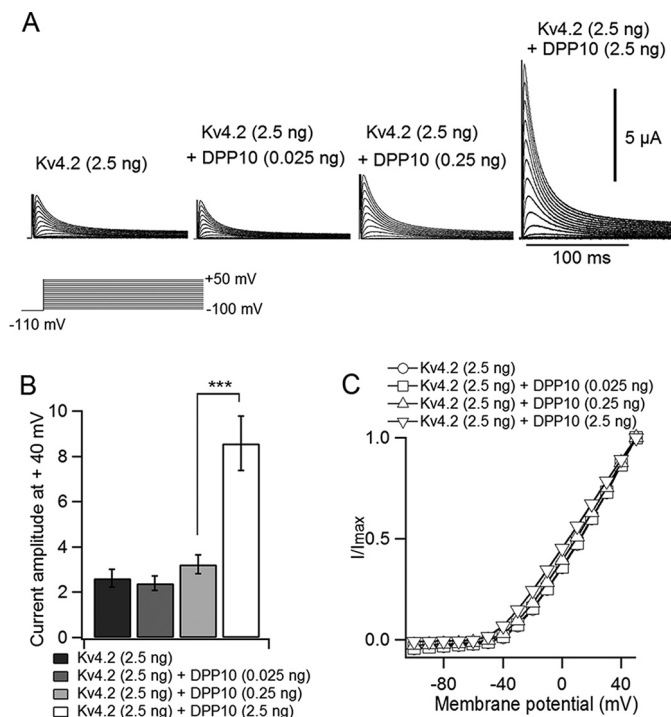 A
Kv4.2 (2.5 ng)
Kv4.2 (2.5 ng)
+ DPP10 (0.025 ng)
Kv4.2 (2.5 ng)
+ DPP10 (0.25 ng)
Kv4.2 (2.5 ng)
+ DPP10 (2.5 ng)
5 μA
100 ms
+50 mV
-100 mV
-110 mV
B
Current amplitude at + 40 mV
10
8
6
4
2
0
***
Kv4.2 (2.5 ng)
Kv4.2 (2.5 ng) + DPP10 (0.025 ng)
Kv4.2 (2.5 ng) + DPP10 (0.25 ng)
Kv4.2 (2.5 ng) + DPP10 (2.5 ng)
C
Kv4.2 (2.5 ng)
Kv4.2 (2.5 ng) + DPP10 (0.025 ng)
Kv4.2 (2.5 ng) + DPP10 (0.25 ng)
Kv4.2 (2.5 ng) + DPP10 (2.5 ng)
I/Imax
1.0
0.5
0.0
-80 -40 0 40
Membrane potential (mV)